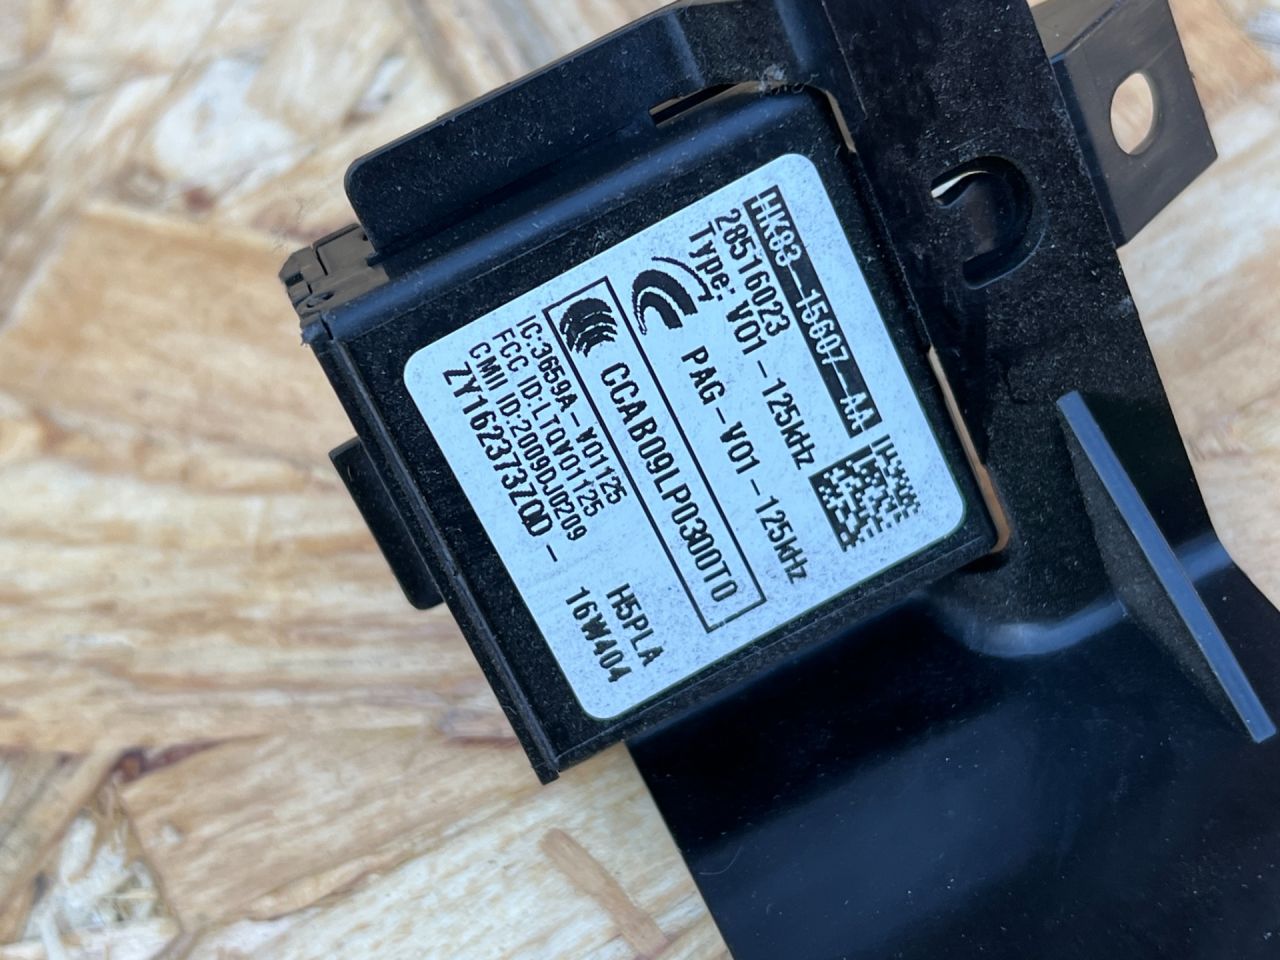 HK83-15607-AA
28516023
Type: V01-125kHz
PAG-V01-125kHz
CCAB09LP0300T0
IC:3659A-V01125
FCC ID:LTQV01125
CMII ID:2009DJ0209
H5PLA
ZY162373ZQD- 16W404